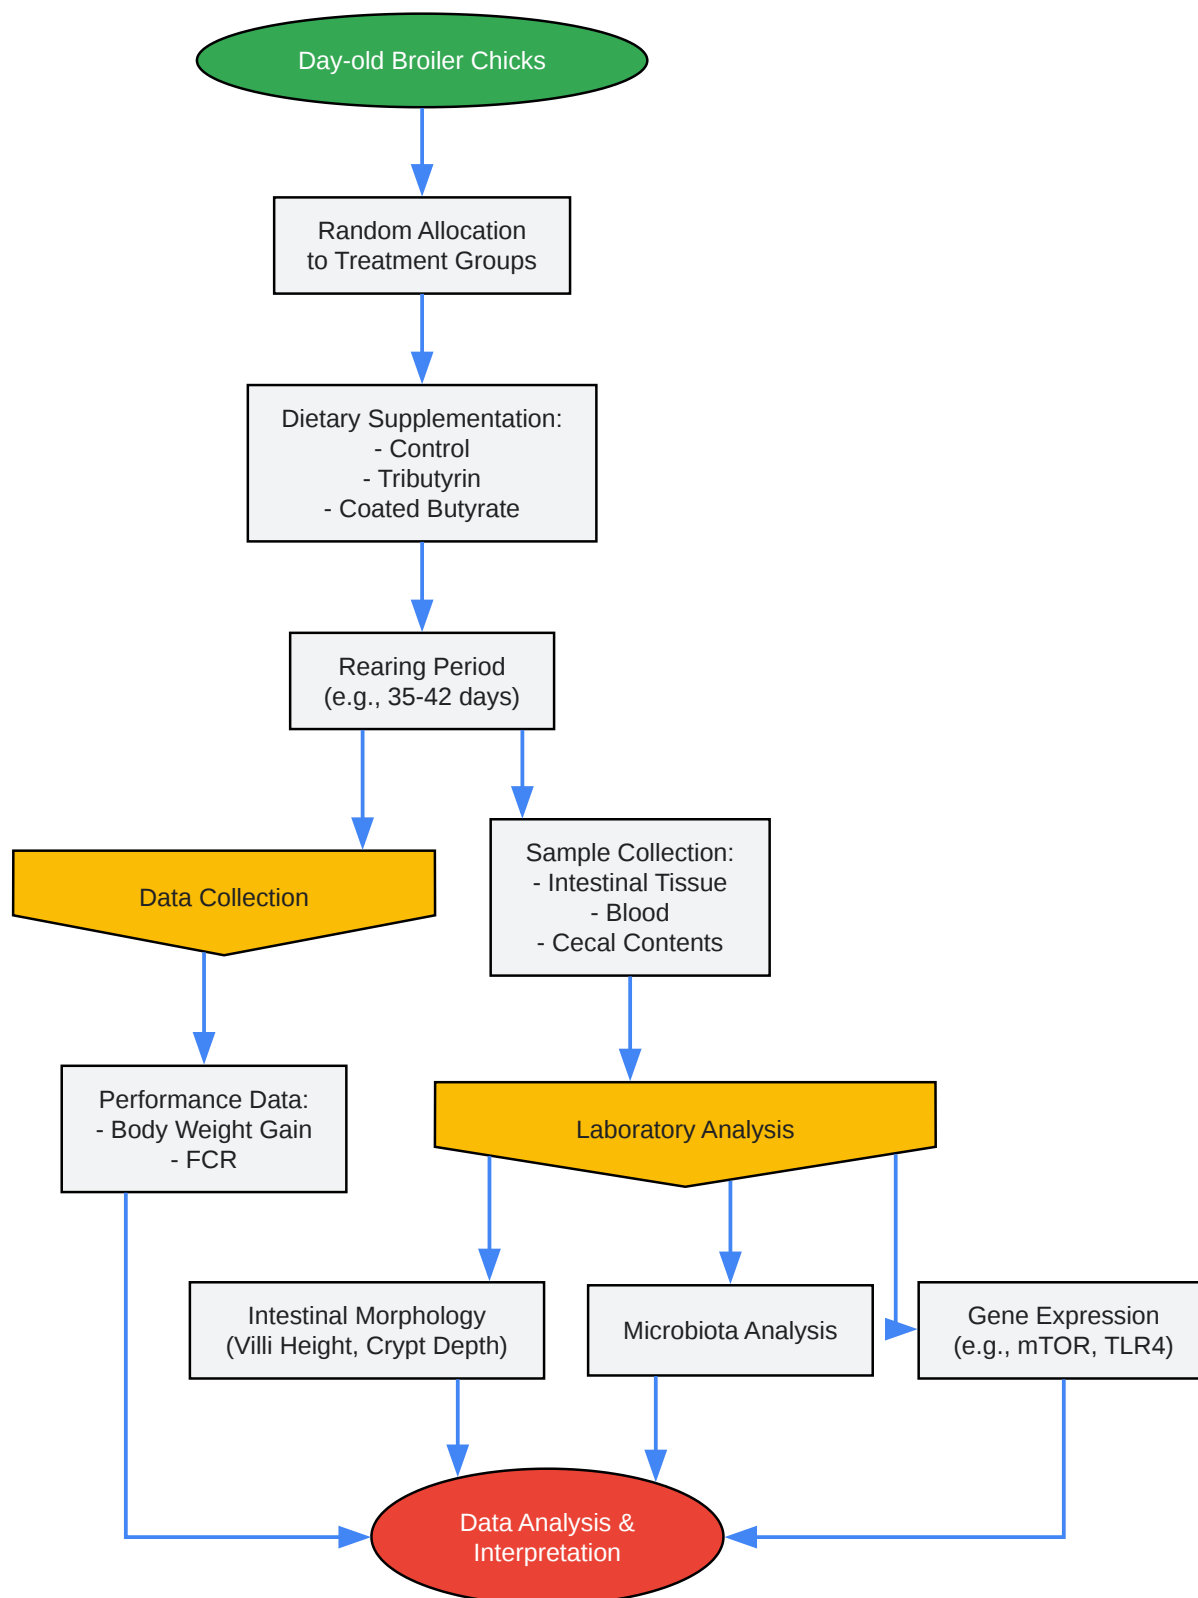 Day-old Broiler Chicks
Random Allocation
to Treatment Groups
Dietary Supplementation:
- Control
- Tributyrin
- Coated Butyrate
Rearing Period
(e.g., 35-42 days)
Data Collection
Sample Collection:
- Intestinal Tissue
- Blood
- Cecal Contents
Performance Data:
- Body Weight Gain
- FCR
Laboratory Analysis
Intestinal Morphology
(Villi Height, Crypt Depth)
Microbiota Analysis
Gene Expression
(e.g., mTOR, TLR4)
Data Analysis &
Interpretation